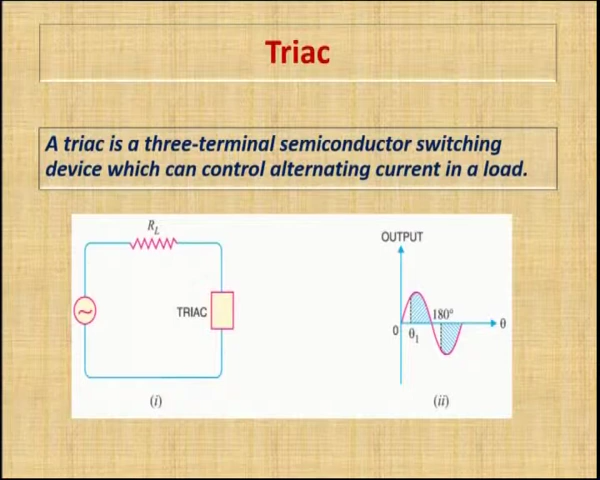 Triac
A triac is a three-terminal semiconductor switching
device which can control alternating current in a load.
R_L
TRIAC
(i)
OUTPUT
180°
0
θ₁
θ
(ii)